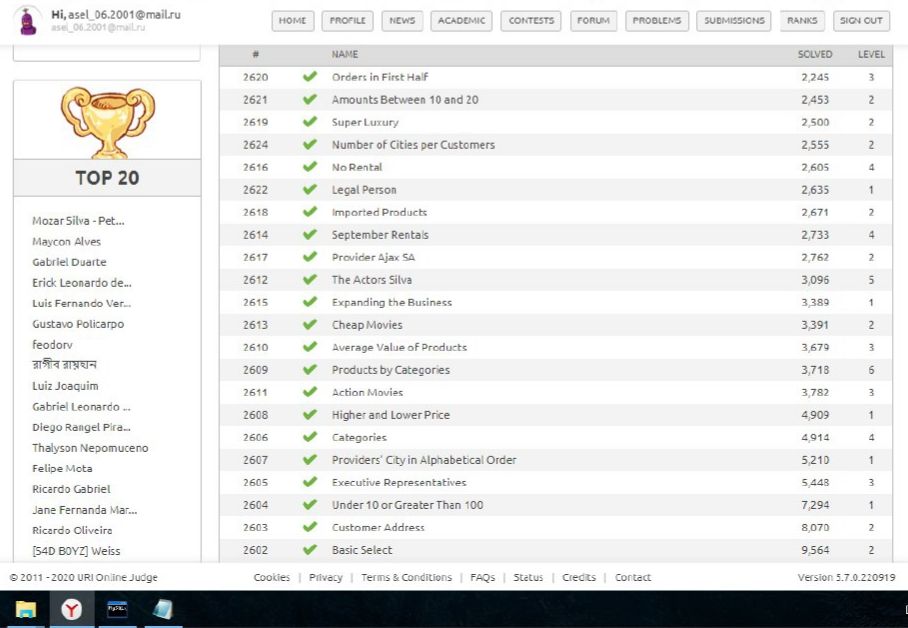 Hi, asel_06.2001@mail.ru
asel_06.2001@mail.ru
HOME PROFILE NEWS ACADEMIC CONTESTS FORUM PROBLEMS SUBMISSIONS RANKS SIGN OUT
# NAME SOLVED LEVEL
2620 Orders in First Half 2,245 3
2621 Amounts Between 10 and 20 2,453 2
2619 Super Luxury 2,500 2
2624 Number of Cities per Customers 2,555 2
2616 No Rental 2,605 4
2622 Legal Person 2,635 1
2618 Imported Products 2,671 2
2614 September Rentals 2,733 4
2617 Provider Ajax SA 2,762 2
2612 The Actors Silva 3,096 5
2615 Expanding the Business 3,389 1
2613 Cheap Movies 3,391 2
2610 Average Value of Products 3,679 3
2609 Products by Categories 3,718 6
2611 Action Movies 3,782 3
2608 Higher and Lower Price 4,909 1
2606 Categories 4,914 4
2607 Providers' City in Alphabetical Order 5,210 1
2605 Executive Representatives 5,448 3
2604 Under 10 or Greater Than 100 7,294 1
2603 Customer Address 8,070 2
2602 Basic Select 9,564 2
TOP 20
Mozar Silva - Pet...
Maycon Alves
Gabriel Duarte
Erick Leonardo de...
Luis Fernando Ver...
Gustavo Policarpo
feodorv
রাগীব রায়হান
Luiz Joaquim
Gabriel Leonardo ...
Diego Rangel Pira...
Thalyson Nepomuceno
Felipe Mota
Ricardo Gabriel
Jane Fernanda Mar...
Ricardo Oliveira
[S4D B0YZ] Weiss
© 2011 - 2020 URI Online Judge Cookies | Privacy | Terms & Conditions | FAQs | Status | Credits | Contact Version 5.7.0.220919